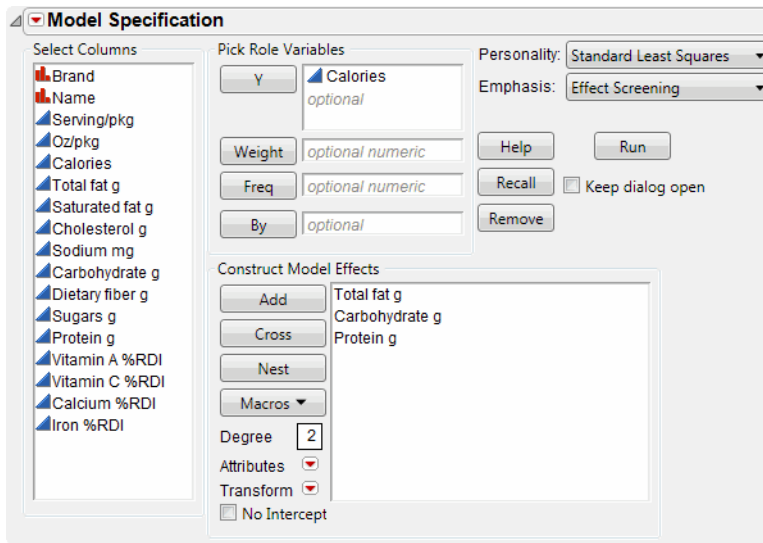 Model Specification
Select Columns
Brand
Name
Serving/pkg
Oz/pkg
Calories
Total fat g
Saturated fat g
Cholesterol g
Sodium mg
Carbohydrate g
Dietary fiber g
Sugars g
Protein g
Vitamin A %RDI
Vitamin C %RDI
Calcium %RDI
Iron %RDI
Pick Role Variables
Y
Calories
optional
Weight
optional numeric
Freq
optional numeric
By
optional
Personality: Standard Least Squares
Emphasis: Effect Screening
Help
Run
Recall
Keep dialog open
Remove
Construct Model Effects
Add
Cross
Nest
Macros
Degree 2
Attributes
Transform
No Intercept
Total fat g
Carbohydrate g
Protein g